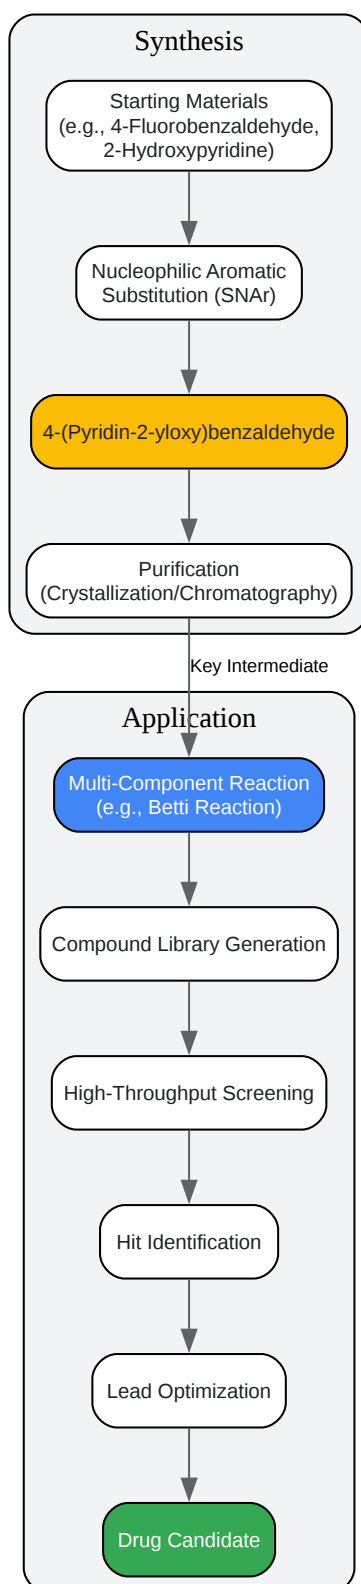 Synthesis
Starting Materials
(e.g., 4-Fluorobenzaldehyde,
2-Hydroxypyridine)
Nucleophilic Aromatic
Substitution (SNAr)
4-(Pyridin-2-yloxy)benzaldehyde
Purification
(Crystallization/Chromatography)
Key Intermediate
Application
Multi-Component Reaction
(e.g., Betti Reaction)
Compound Library Generation
High-Throughput Screening
Hit Identification
Lead Optimization
Drug Candidate